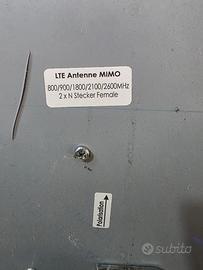 LTE Antenne MIMO
800/900/1800/2100/2600MHz
2 x N Stecker Female
Polarisation
subito